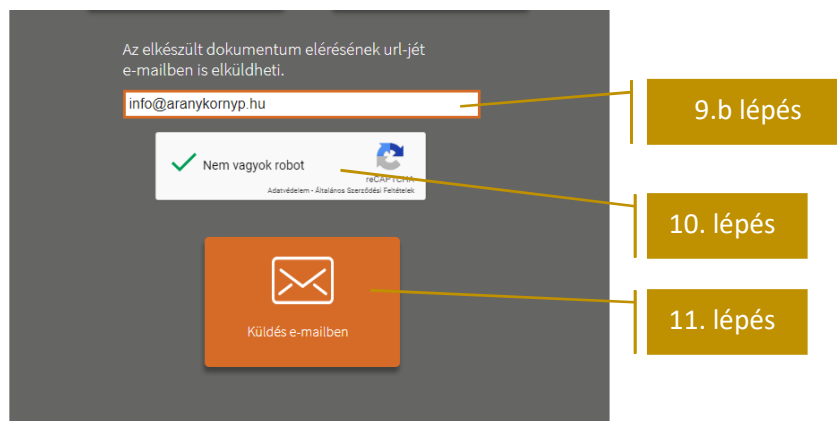 Az elkészült dokumentum elérésének url-jét
e-mailben is elküldheti.
info@aranykornyp.hu
9.b lépés
Nem vagyok robot
reCAPTCHA
Adatvédelem - Általános Szerződési Feltételek
10. lépés
Küldés e-mailben
11. lépés